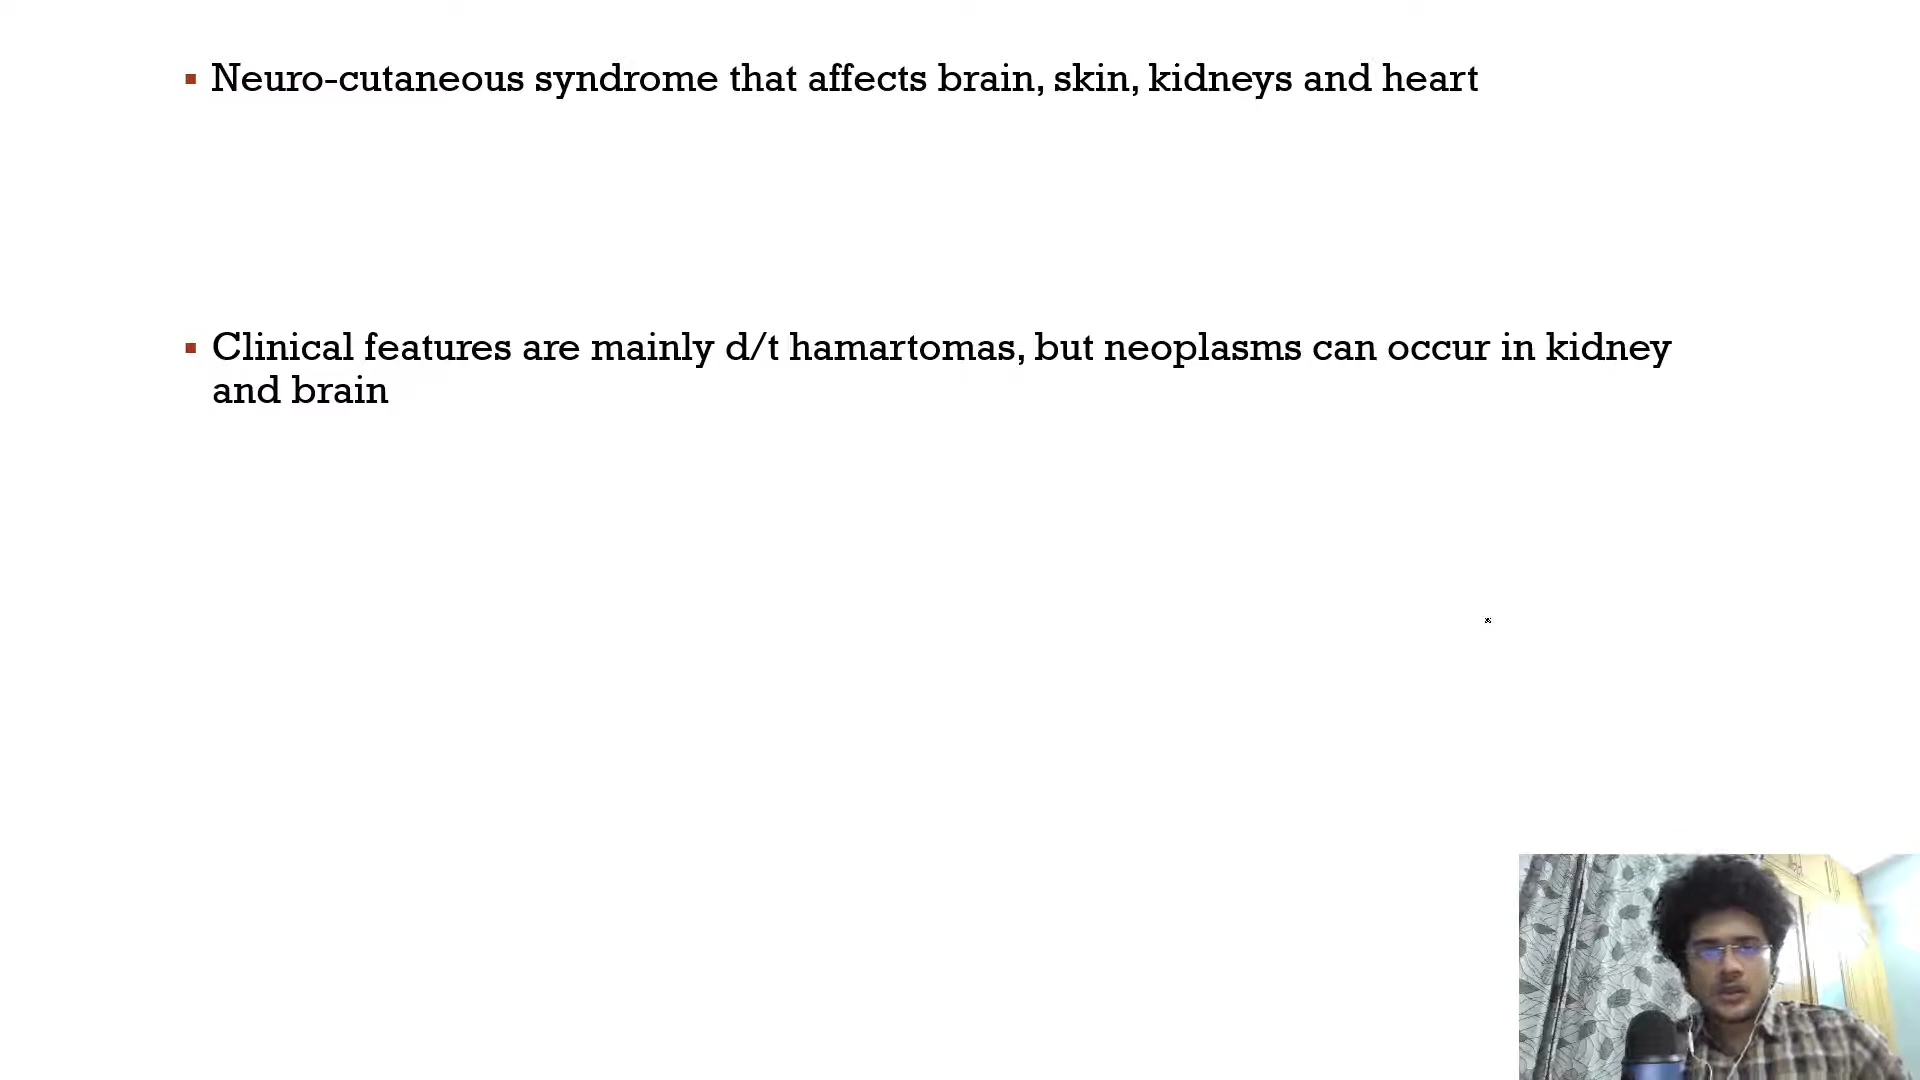 Neuro-cutaneous syndrome that affects brain, skin, kidneys and heart
Clinical features are mainly d/t hamartomas, but neoplasms can occur in kidney
and brain